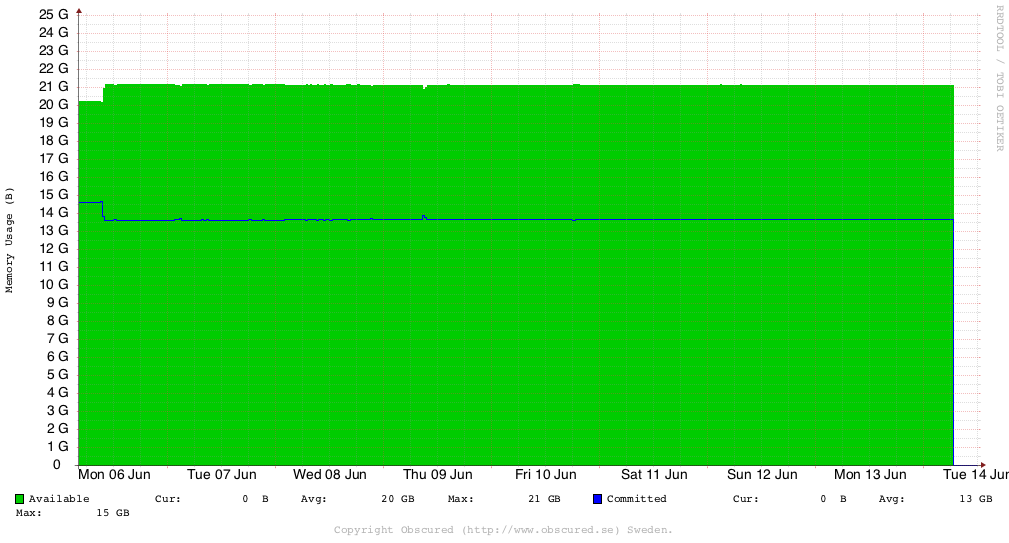 RRDTOOL / TOBI OETIKER
Memory Usage (B)
25 G
24 G
23 G
22 G
21 G
20 G
19 G
18 G
17 G
16 G
15 G
14 G
13 G
12 G
11 G
10 G
9 G
8 G
7 G
6 G
5 G
4 G
3 G
2 G
1 G
0
Mon 06 Jun Tue 07 Jun Wed 08 Jun Thu 09 Jun Fri 10 Jun Sat 11 Jun Sun 12 Jun Mon 13 Jun Tue 14 Jun
Available Cur: 0 B Avg: 20 GB Max: 21 GB Committed Cur: 0 B Avg: 13 GB
Max: 15 GB
Copyright Obscured (http://www.obscured.se) Sweden.